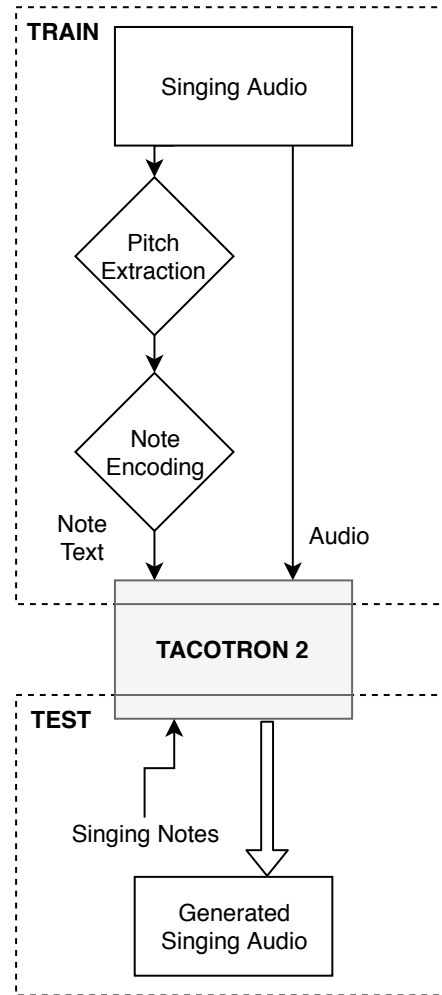 TRAIN
Singing Audio
Pitch
Extraction
Note
Encoding
Note
Text
Audio
TACOTRON 2
TEST
Singing Notes
Generated
Singing Audio